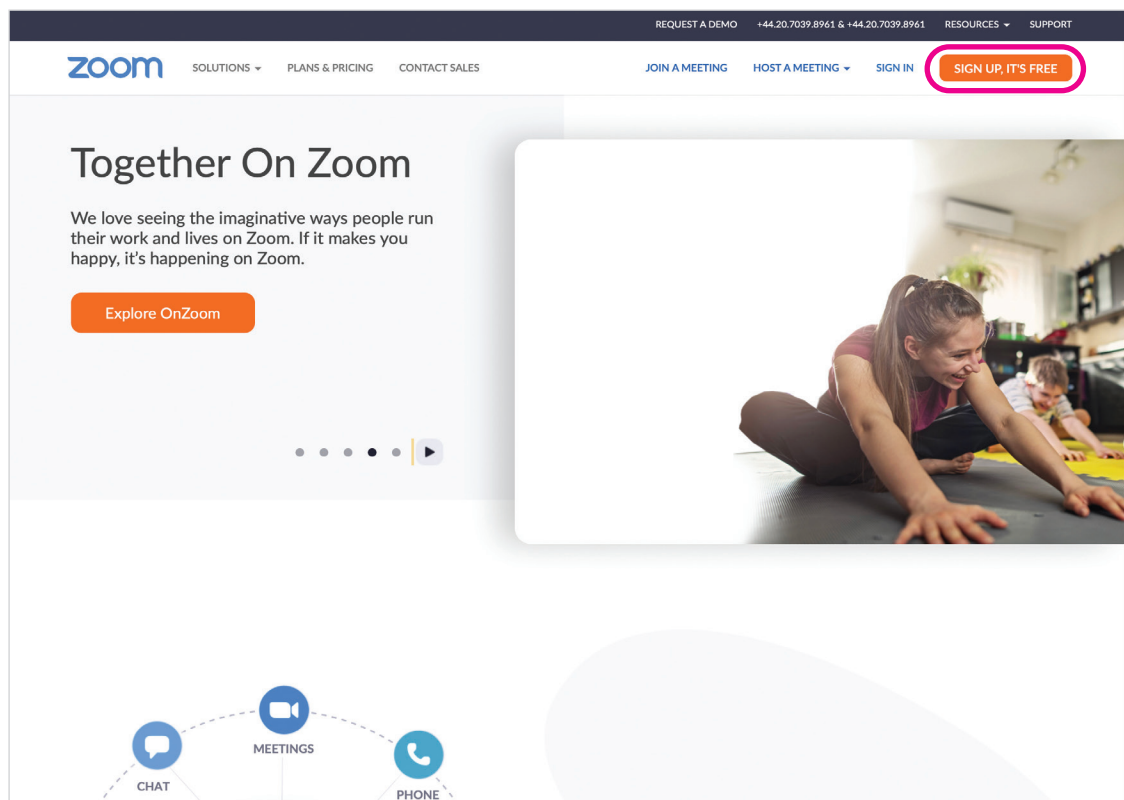 REQUEST A DEMO +44.20.7039.8961 & +44.20.7039.8961 RESOURCES SUPPORT
zoom SOLUTIONS PLANS & PRICING CONTACT SALES JOIN A MEETING HOST A MEETING SIGN IN SIGN UP, IT'S FREE
Together On Zoom
We love seeing the imaginative ways people run
their work and lives on Zoom. If it makes you
happy, it's happening on Zoom.
Explore OnZoom
MEETINGS
CHAT
PHONE